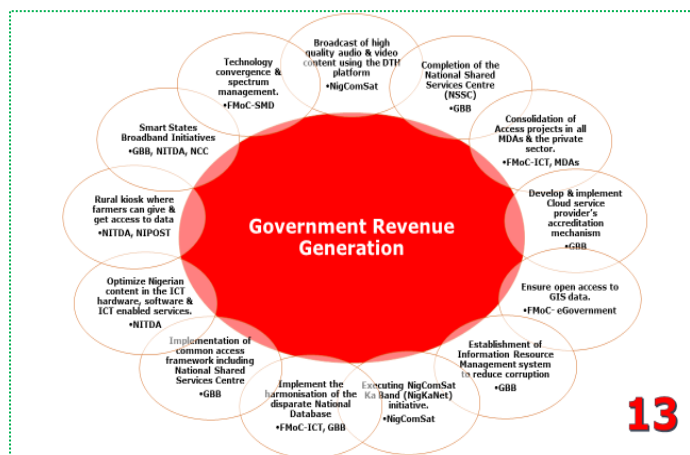 Broadcast of high
quality audio & video
content using the DTH
platform
•NigComSat
Completion of the
National Shared
Services Centre
(NSSC)
•GBB
Consolidation of
Access projects in all
MDAs & the private
sector.
•FMoC-ICT, MDAs
Develop & implement
Cloud service
provider's
accreditation
mechanism
•GBB
Ensure open access to
GIS data.
•FMoC- eGovernment
Establishment of
Information Resource
Management system
to reduce corruption
•GBB
Executing NigComSat
Ka Band (NigKaNet)
initiative.
•NigComSat
Implement the
harmonisation of the
disparate National
Database
•FMoC-ICT, GBB
Implementation of
common access
framework including
National Shared
Services Centre
•GBB
Optimize Nigerian
content in the ICT
hardware, software &
ICT enabled services.
•NITDA
Rural kiosk where
farmers can give &
get access to data
•NITDA, NIPOST
Smart States
Broadband Initiatives
•GBB, NITDA, NCC
Technology
convergence &
spectrum
management.
•FMoC-SMD
Government Revenue
Generation
13